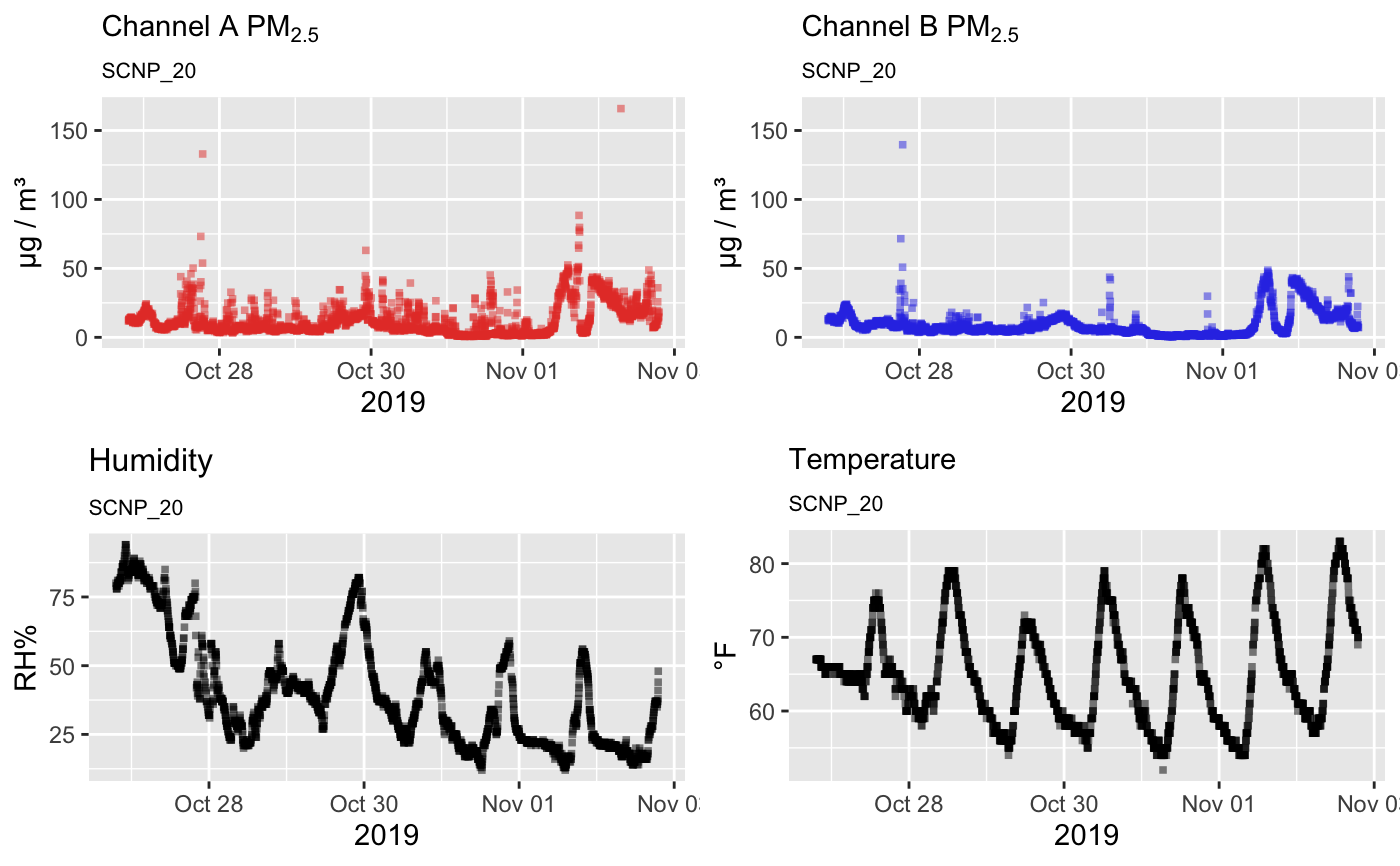 Channel A PM2.5
SCNP_20
150
100
50
0
µg / m³
Oct 28
Oct 30
Nov 01
Nov 0
2019
Channel B PM2.5
SCNP_20
150
100
50
0
µg / m³
Oct 28
Oct 30
Nov 01
Nov 0
2019
Humidity
SCNP_20
75
50
25
RH%
Oct 28
Oct 30
Nov 01
Nov 0
2019
Temperature
SCNP_20
80
70
60
°F
Oct 28
Oct 30
Nov 01
Nov 0
2019